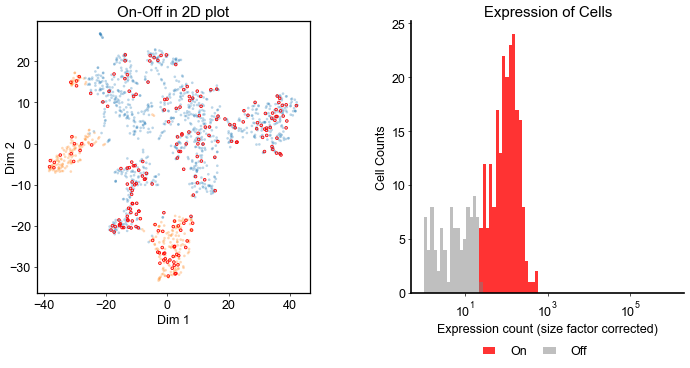 On-Off in 2D plot
Dim 2
20
10
0
−10
−20
−30
−40
−20
0
20
40
Dim 1
Expression of Cells
Cell Counts
25
20
15
10
5
0
10^1
10^3
10^5
Expression count (size factor corrected)
On
Off